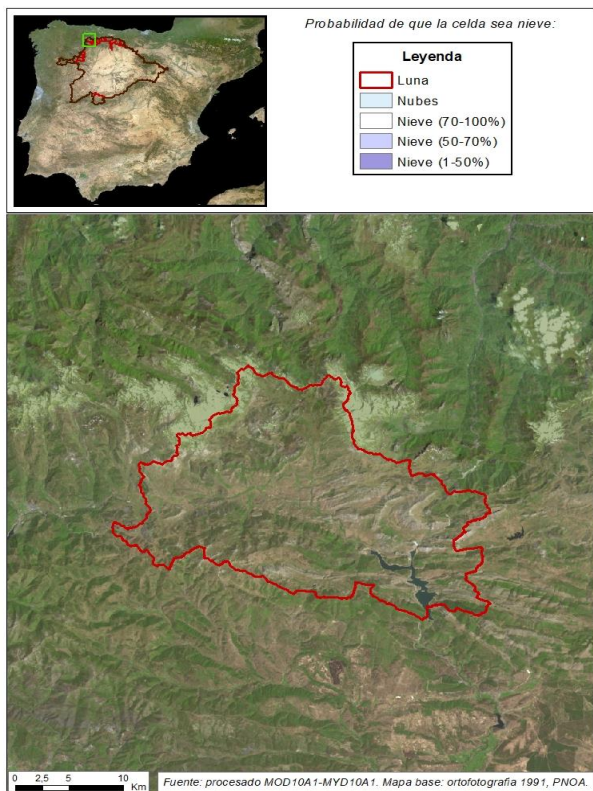 Probabilidad de que la celda sea nieve:
Leyenda
Luna
Nubes
Nieve (70-100%)
Nieve (50-70%)
Nieve (1-50%)
0 2,5 5 10
Km
Fuente: procesado MOD10A1-MYD10A1. Mapa base: ortofotografía 1991, PNOA.